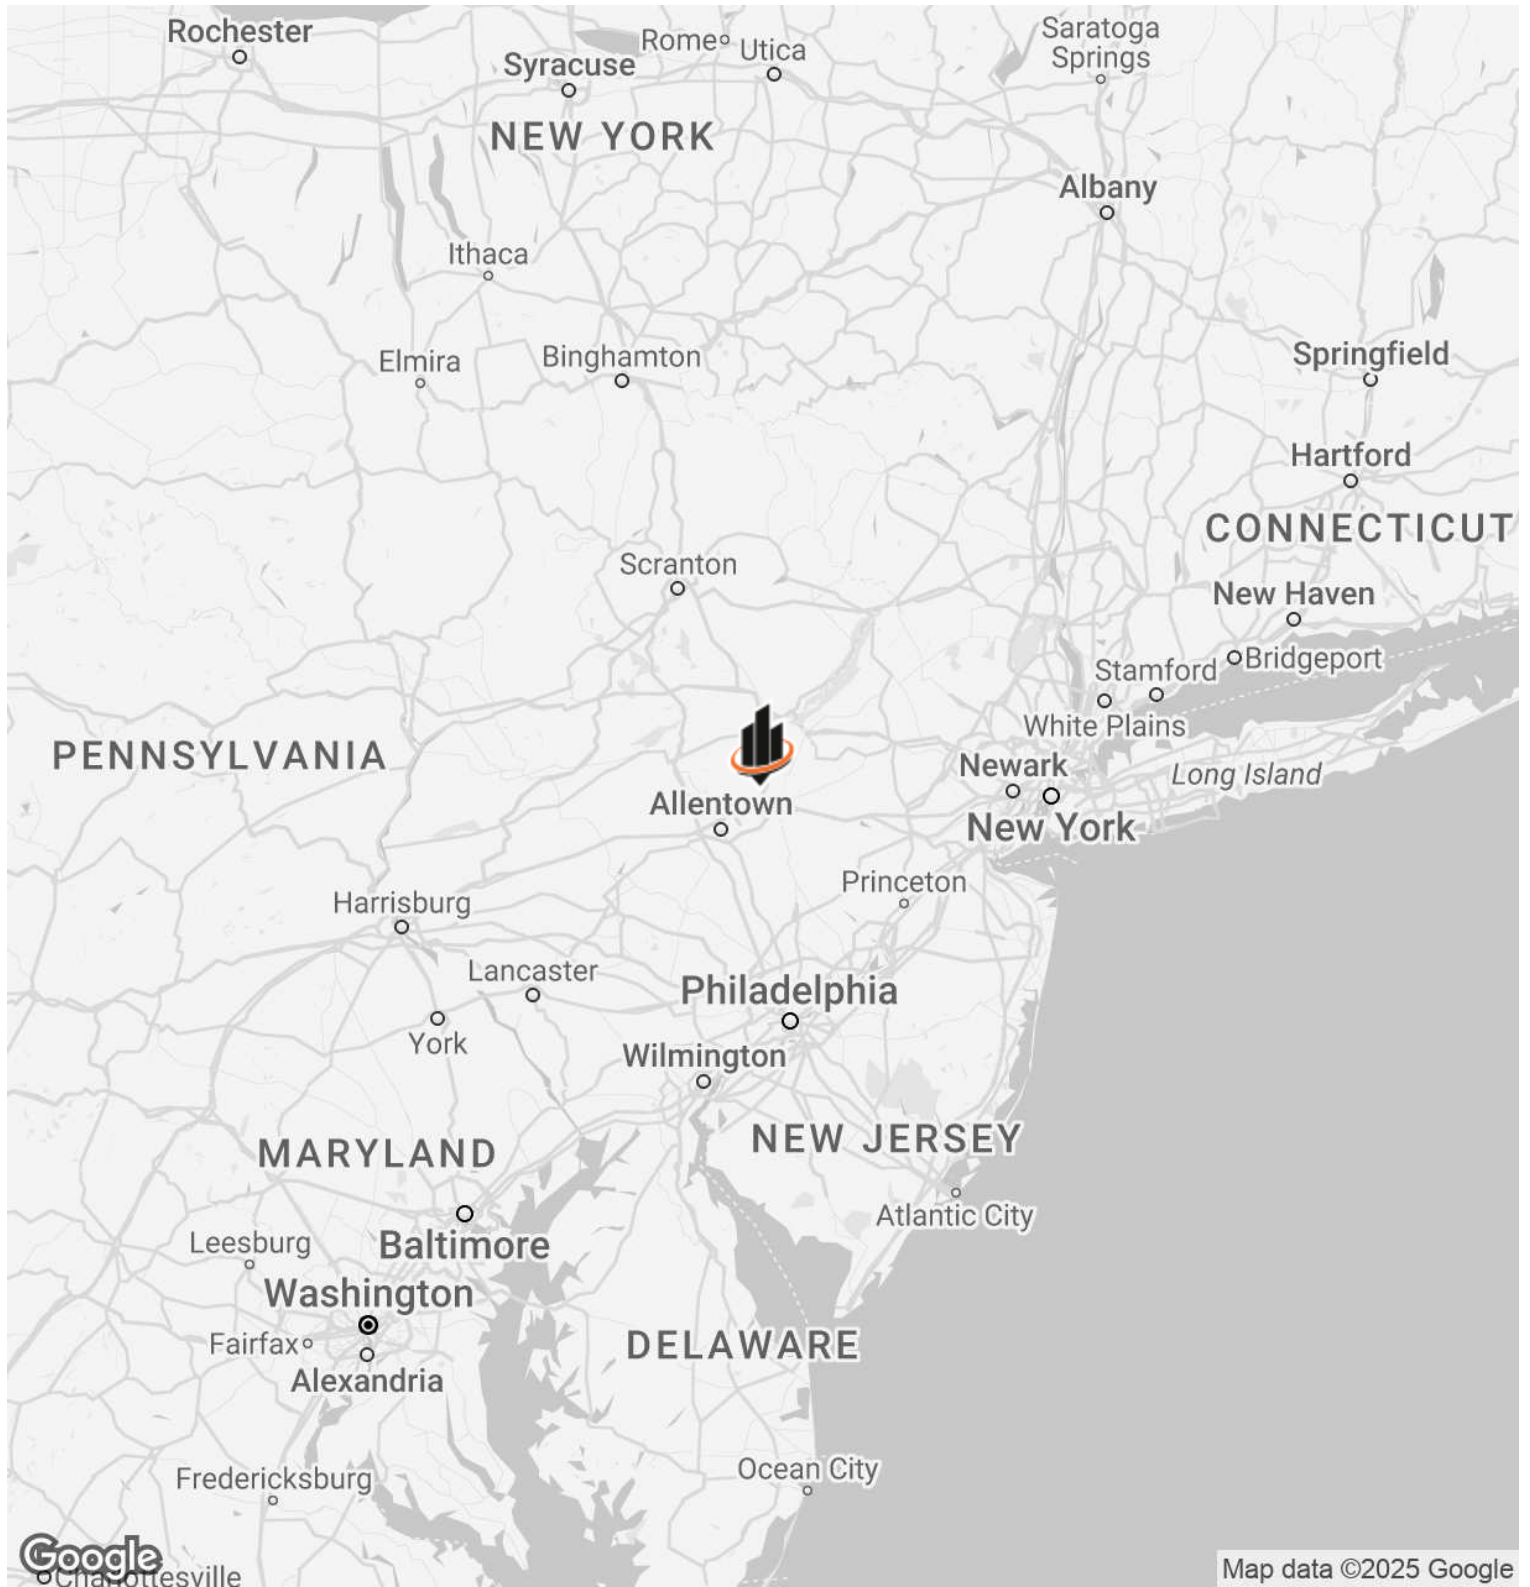 Rochester
Rome
Utica
Saratoga
Springs
Syracuse
NEW YORK
Albany
Ithaca
Elmira
Binghamton
Springfield
Hartford
CONNECTICUT
Scranton
New Haven
Bridgeport
Stamford
White Plains
PENNSYLVANIA
Newark
Long Island
Allentown
New York
Princeton
Harrisburg
Lancaster
Philadelphia
York
Wilmington
NEW JERSEY
MARYLAND
Atlantic City
Leesburg
Baltimore
Washington
Fairfax
DELAWARE
Alexandria
Ocean City
Fredericksburg
Google
Charlottesville
Map data ©2025 Google